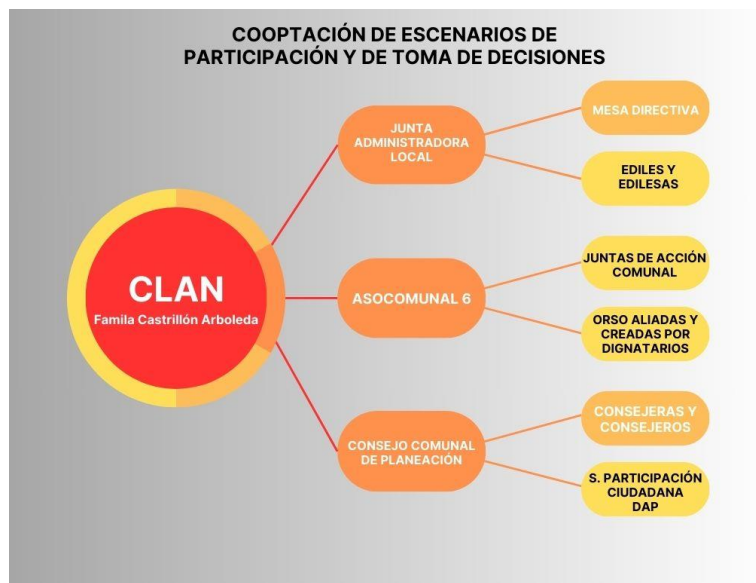 COOPTACIÓN DE ESCENARIOS DE
PARTICIPACIÓN Y DE TOMA DE DECISIONES
CLAN
Famila Castrillón Arboleda
JUNTA
ADMINISTRADORA
LOCAL
MESA DIRECTIVA
EDILES Y
EDILESAS
ASOCOMUNAL 6
JUNTAS DE ACCIÓN
COMUNAL
ORSO ALIADAS Y
CREADAS POR
DIGNATARIOS
CONSEJO COMUNAL
DE PLANEACIÓN
CONSEJERAS Y
CONSEJEROS
S. PARTICIPACIÓN
CIUDADANA
DAP